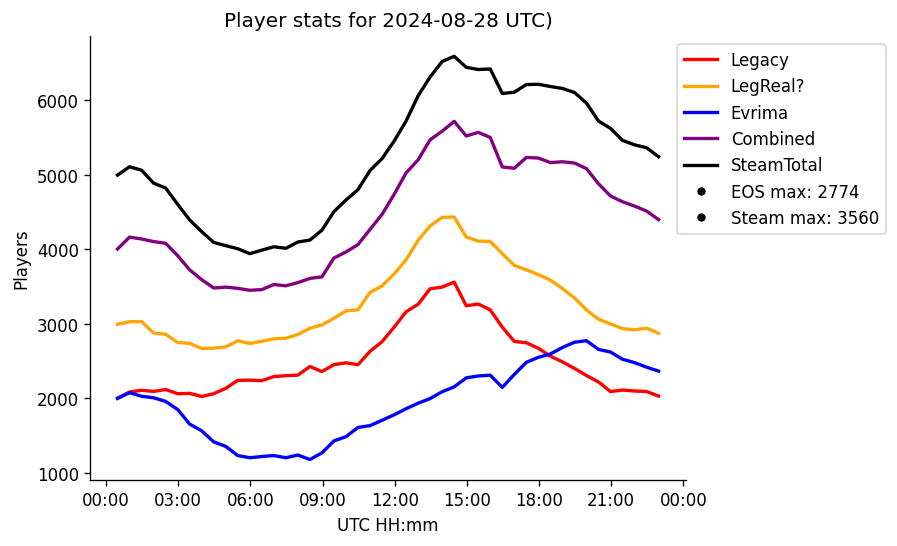 Player stats for 2024-08-28 UTC)
Players
6000
5000
4000
3000
2000
1000
00:00 03:00 06:00 09:00 12:00 15:00 18:00 21:00 00:00
UTC HH:mm
Legacy
LegReal?
Evrima
Combined
SteamTotal
EOS max: 2774
Steam max: 3560